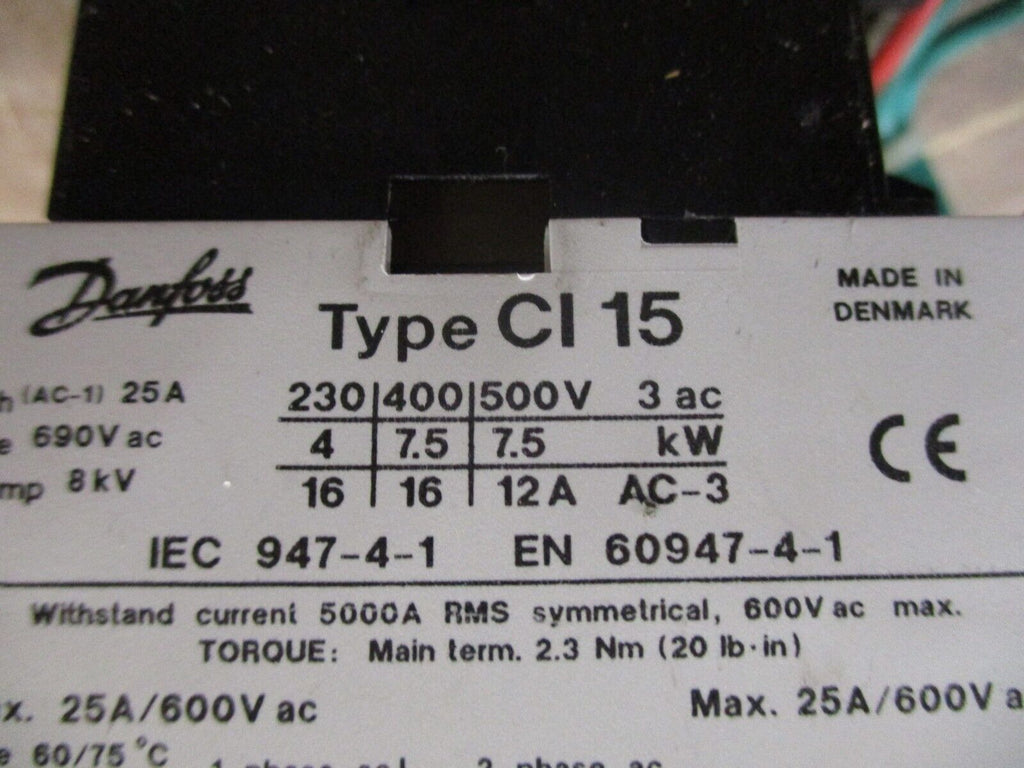 Danfoss
Type CI 15
MADE IN
DENMARK
(AC-1) 25A
690V ac
8kV
230 400 500V 3 ac
4 7.5 7.5 kW
16 16 12A AC-3
CE
IEC 947-4-1 EN 60947-4-1
Withstand current 5000A RMS symmetrical, 600V ac max.
TORQUE: Main term. 2.3 Nm (20 lb·in)
25A/600V ac
Max. 25A/600V
60/75 °C